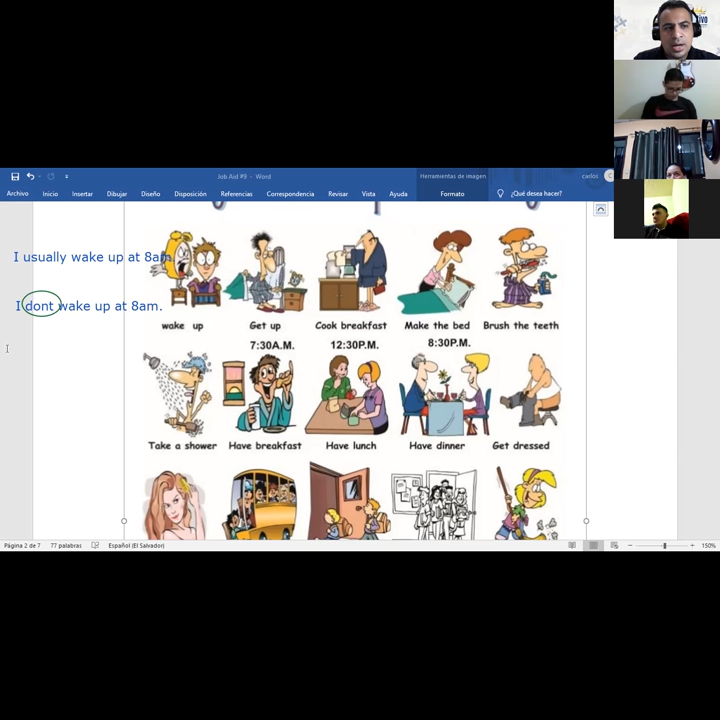 IVO
Job Aid #9 - Word
Herramientas de imagen
carlos
C
Archivo Inicio Insertar Dibujar Diseño Disposición Referencias Correspondencia Revisar Vista Ayuda Formato ¿Qué desea hacer?
I usually wake up at 8am.
I dont wake up at 8am.
wake up Get up Cook breakfast Make the bed Brush the teeth
7:30A.M. 12:30P.M. 8:30P.M.
Take a shower Have breakfast Have lunch Have dinner Get dressed
Página 2 de 7 77 palabras Español (El Salvador) 150%